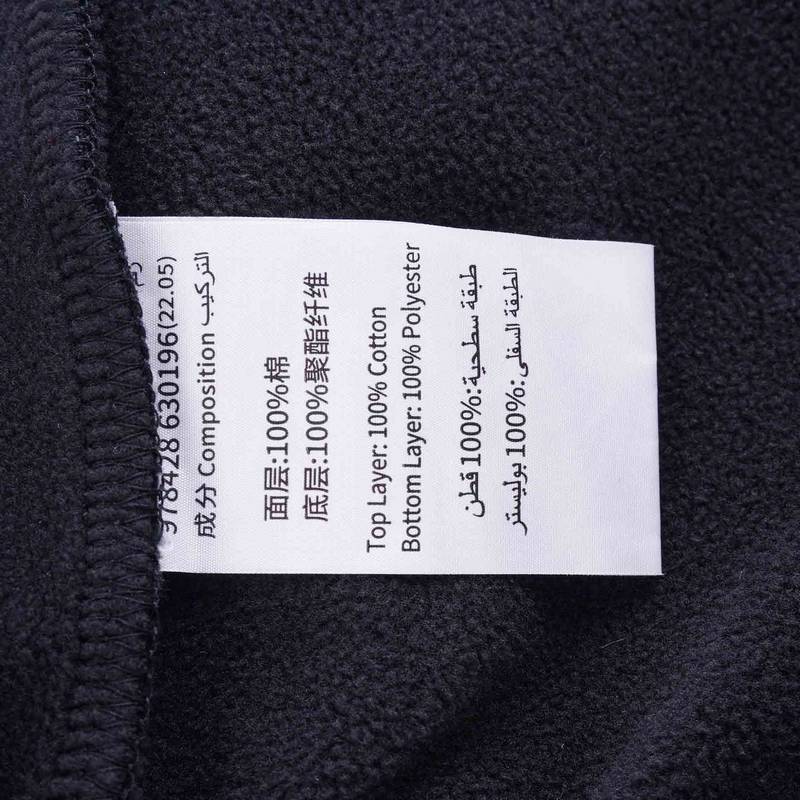 978428 630196(22.05)
成分 Composition التركيب
面层:100%棉
底层:100%聚酯纤维
Top Layer: 100% Cotton
Bottom Layer: 100% Polyester
طبقة سطحية:100% قطن
الطبقة السفلى:100% بوليستر